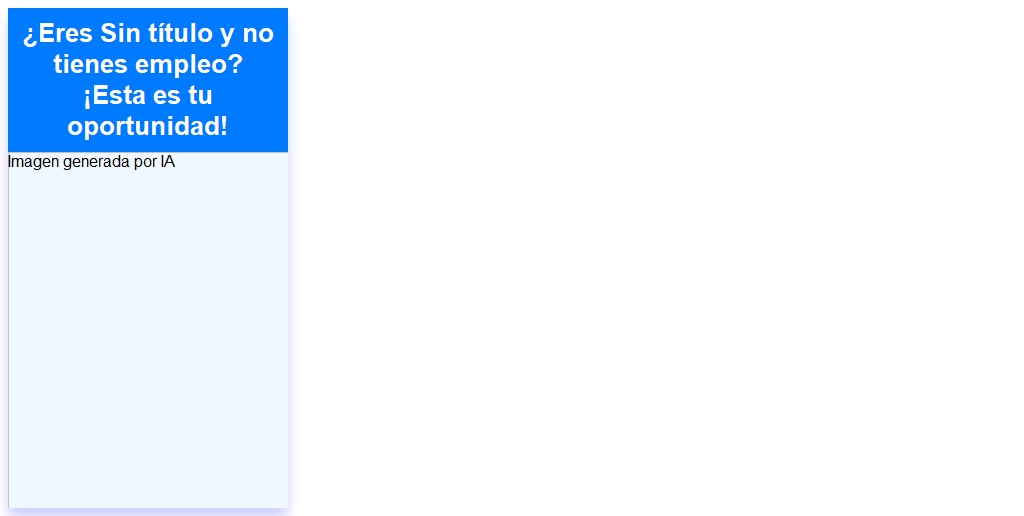 ¿Eres Sin título y no
tienes empleo?
¡Esta es tu
oportunidad!
Imagen generada por IA